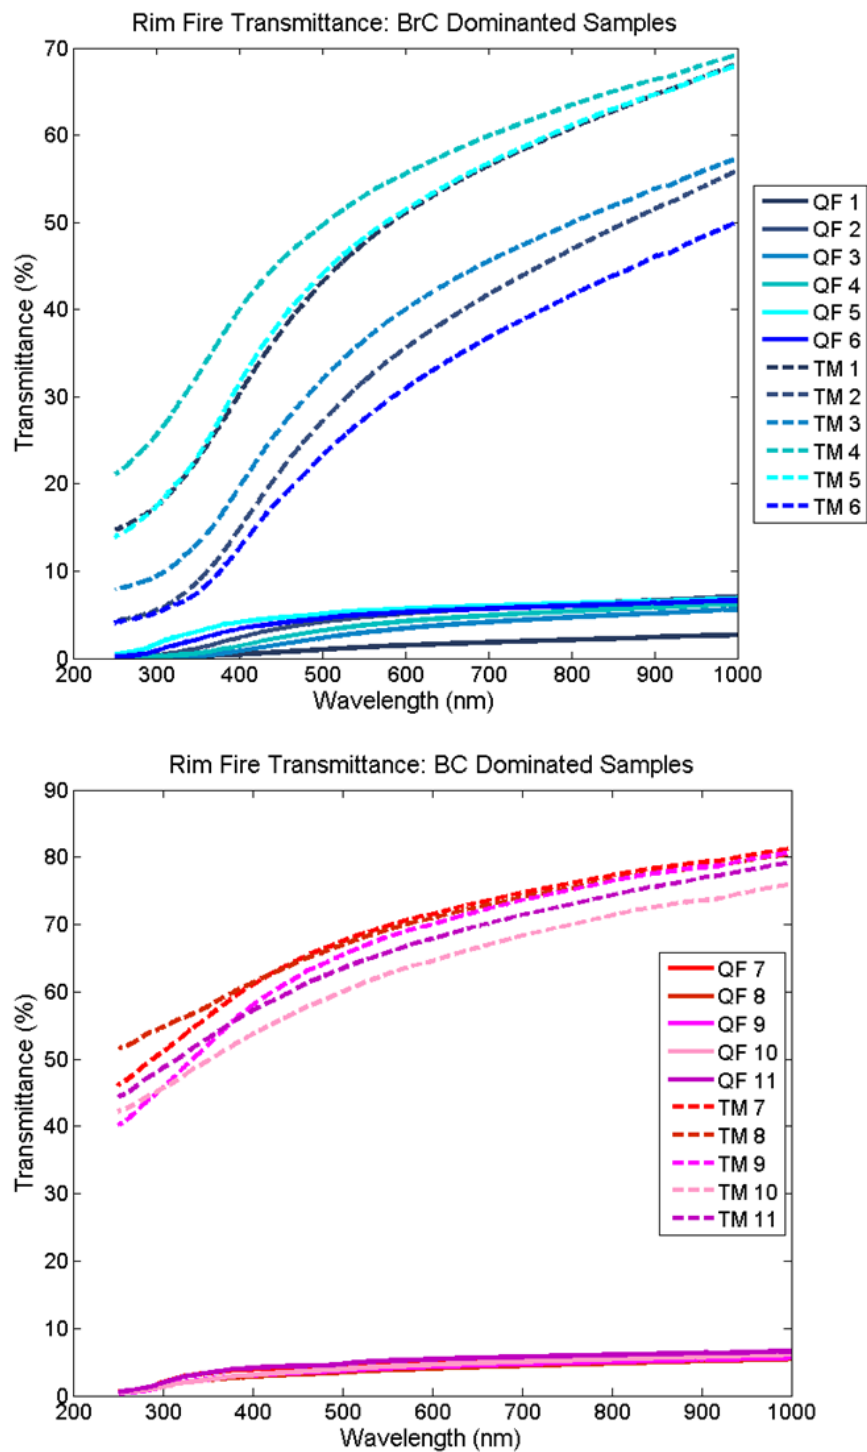 Rim Fire Transmittance: BrC Dominanted Samples
70
60
50
40
30
20
10
0
Transmittance (%)
200 300 400 500 600 700 800 900 1000
Wavelength (nm)
QF 1
QF 2
QF 3
QF 4
QF 5
QF 6
TM 1
TM 2
TM 3
TM 4
TM 5
TM 6
Rim Fire Transmittance: BC Dominated Samples
90
80
70
60
50
40
30
20
10
0
Transmittance (%)
200 300 400 500 600 700 800 900 1000
Wavelength (nm)
QF 7
QF 8
QF 9
QF 10
QF 11
TM 7
TM 8
TM 9
TM 10
TM 11